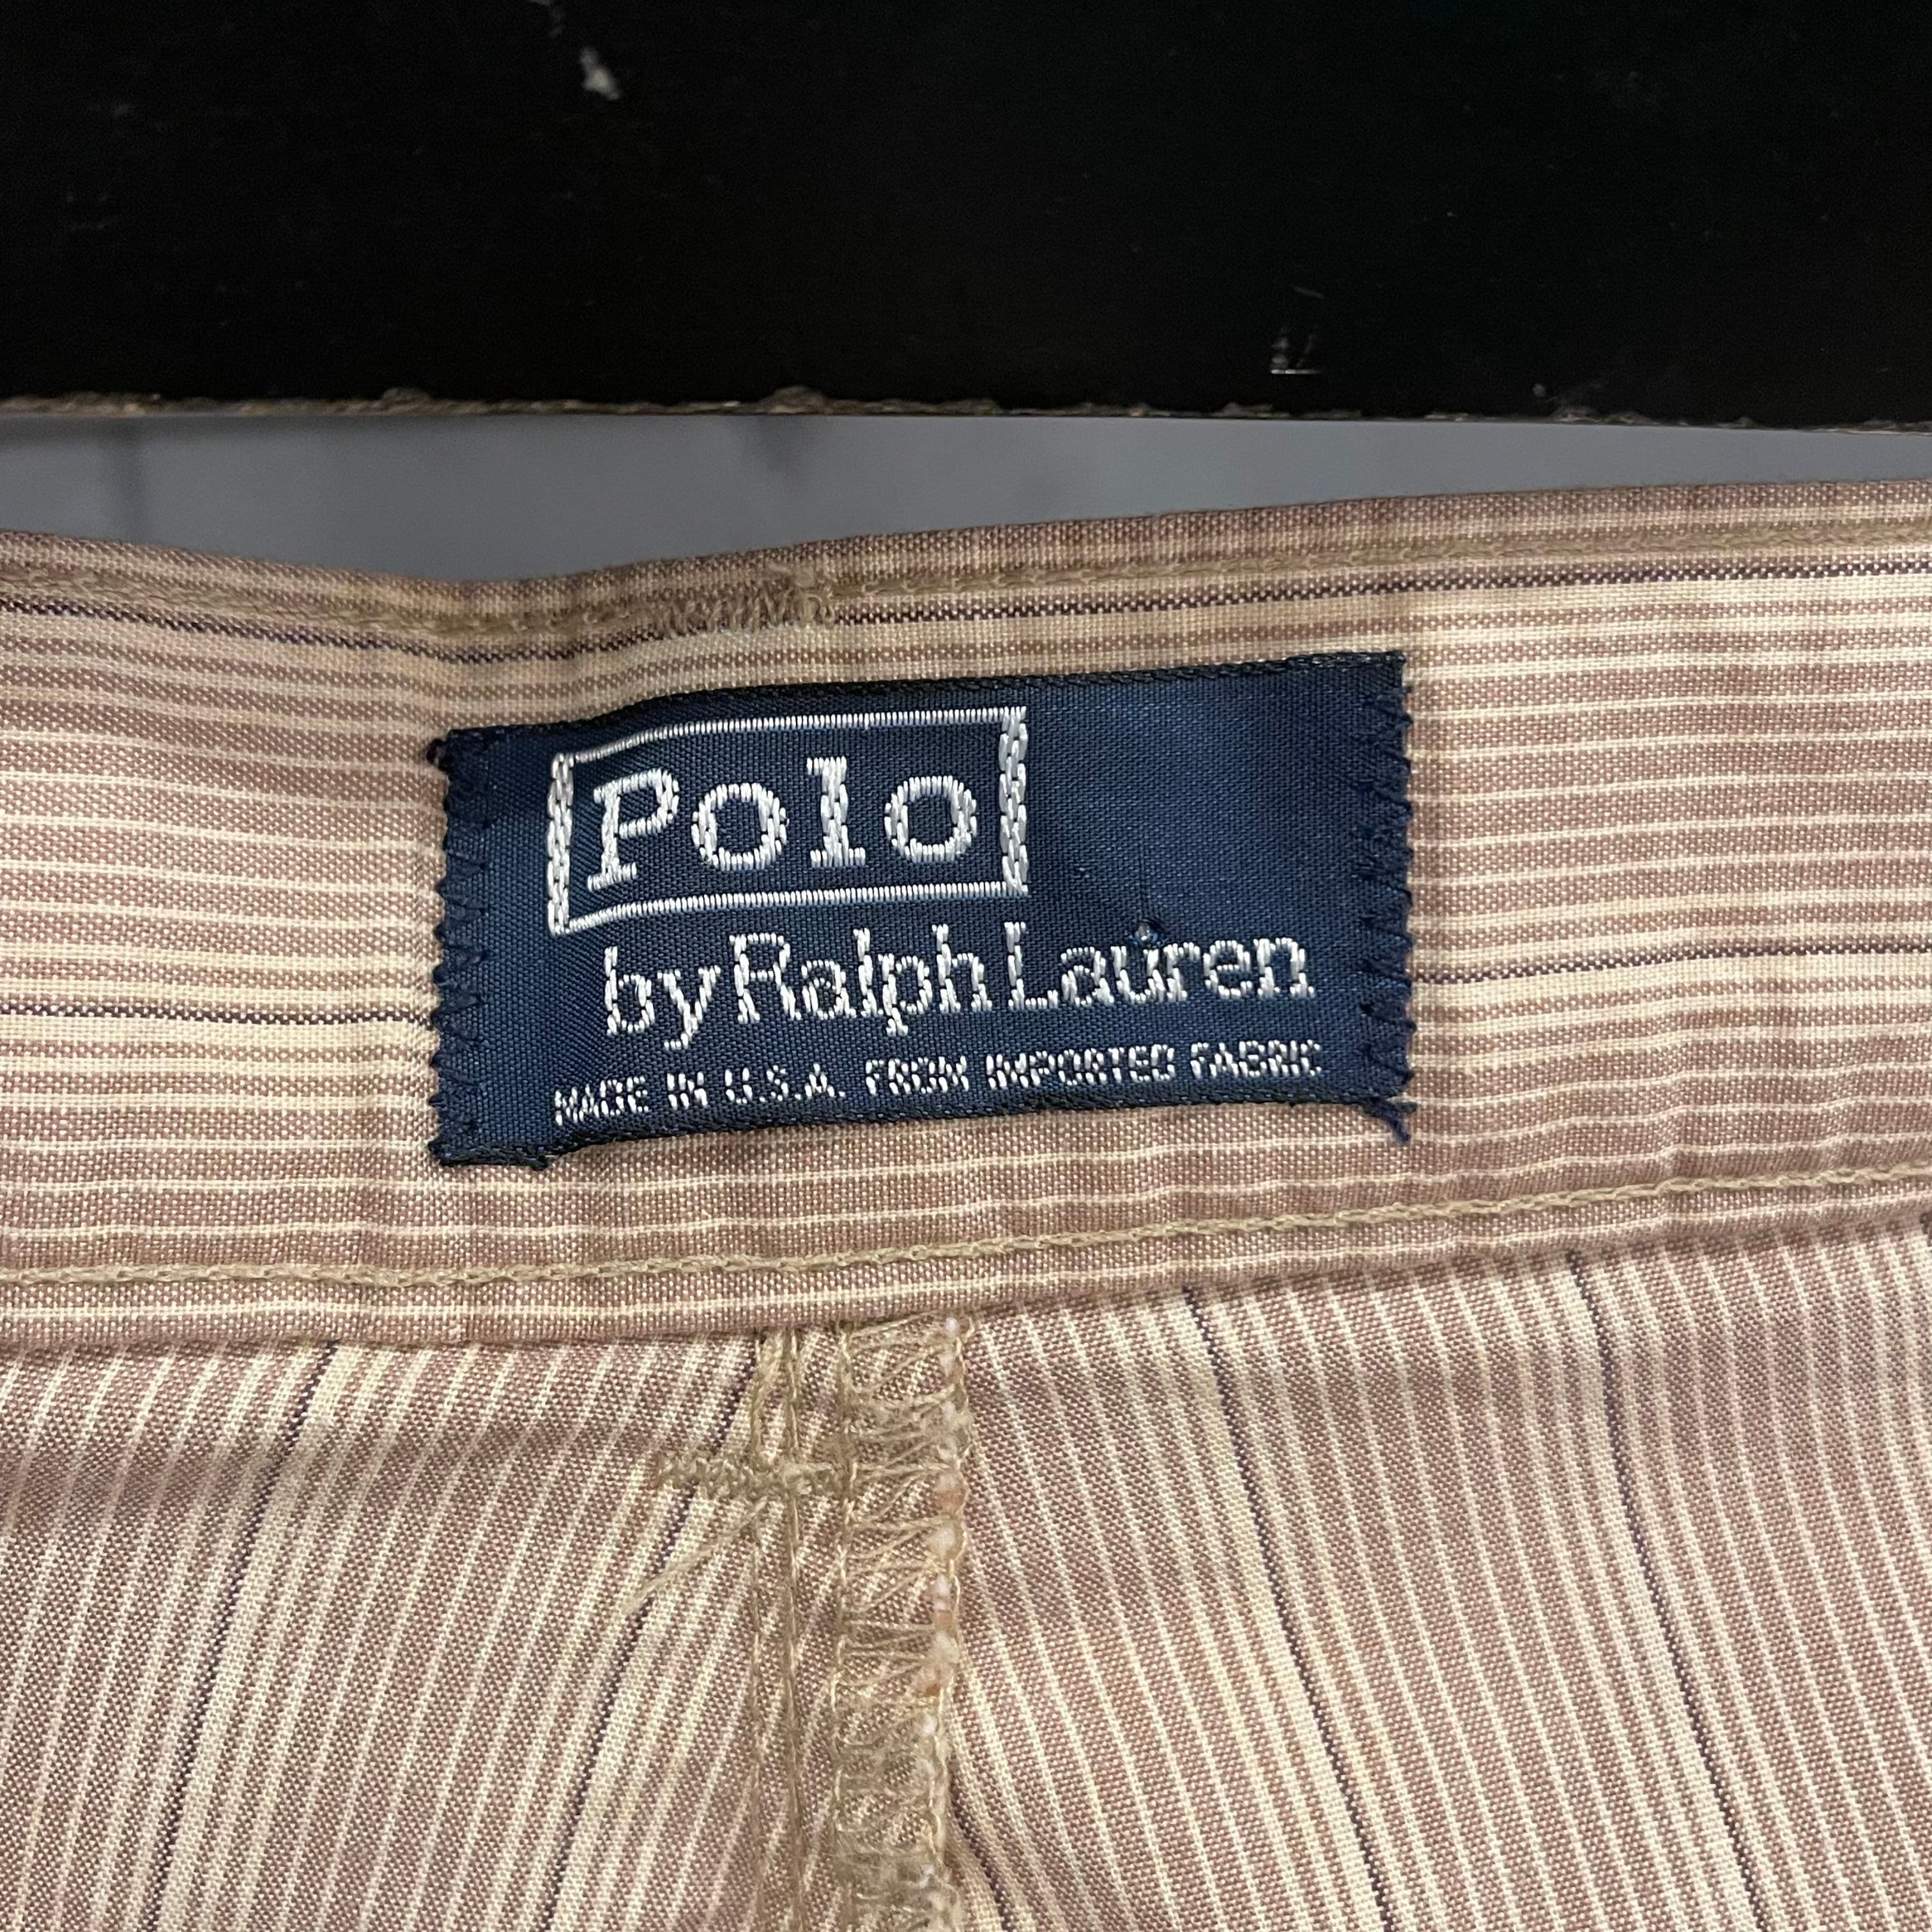 Polo
by Ralph Lauren
MADE IN U.S.A. FROM IMPORTED FABRIC